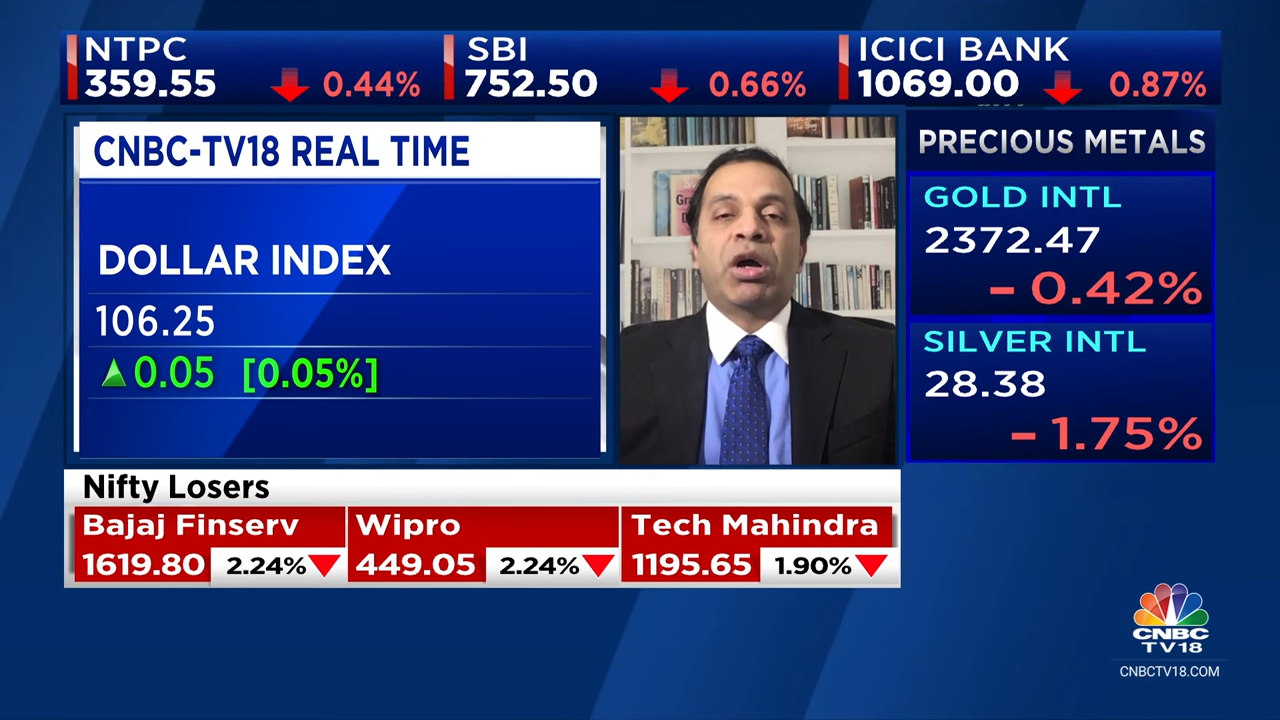 NTPC
359.55 0.44%
SBI
752.50 0.66%
ICICI BANK
1069.00 0.87%
CNBC-TV18 REAL TIME
DOLLAR INDEX
106.25
0.05 [0.05%]
PRECIOUS METALS
GOLD INTL
2372.47
– 0.42%
SILVER INTL
28.38
– 1.75%
Nifty Losers
Bajaj Finserv
1619.80 2.24%
Wipro
449.05 2.24%
Tech Mahindra
1195.65 1.90%
CNBC
TV18
CNBCTV18.COM